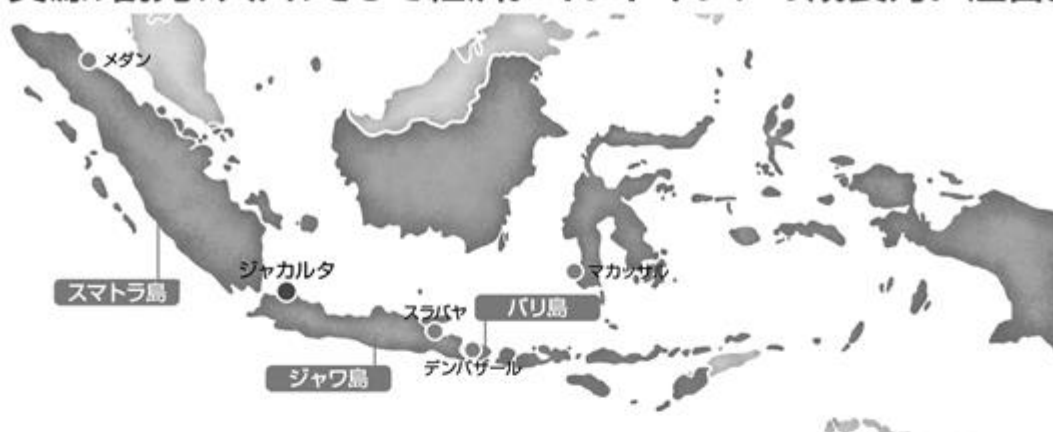 メダン
ジャカルタ
マカッサル
スマトラ島
スラバヤ
バリ島
デンパサール
ジャワ島